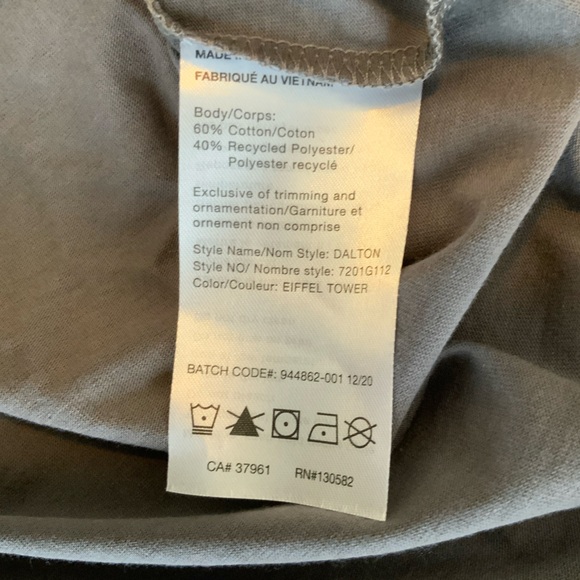 MADE IN
FABRIQUÉ AU VIETNAM
Body/Corps:
60% Cotton/Coton
40% Recycled Polyester/
Polyester recyclé
Exclusive of trimming and
ornamentation/Garniture et
ornement non comprise
Style Name/Nom Style: DALTON
Style NO/ Nombre style: 7201G112
Color/Couleur: EIFFEL TOWER
BATCH CODE#: 944862-001 12/20
CA# 37961 RN#130582